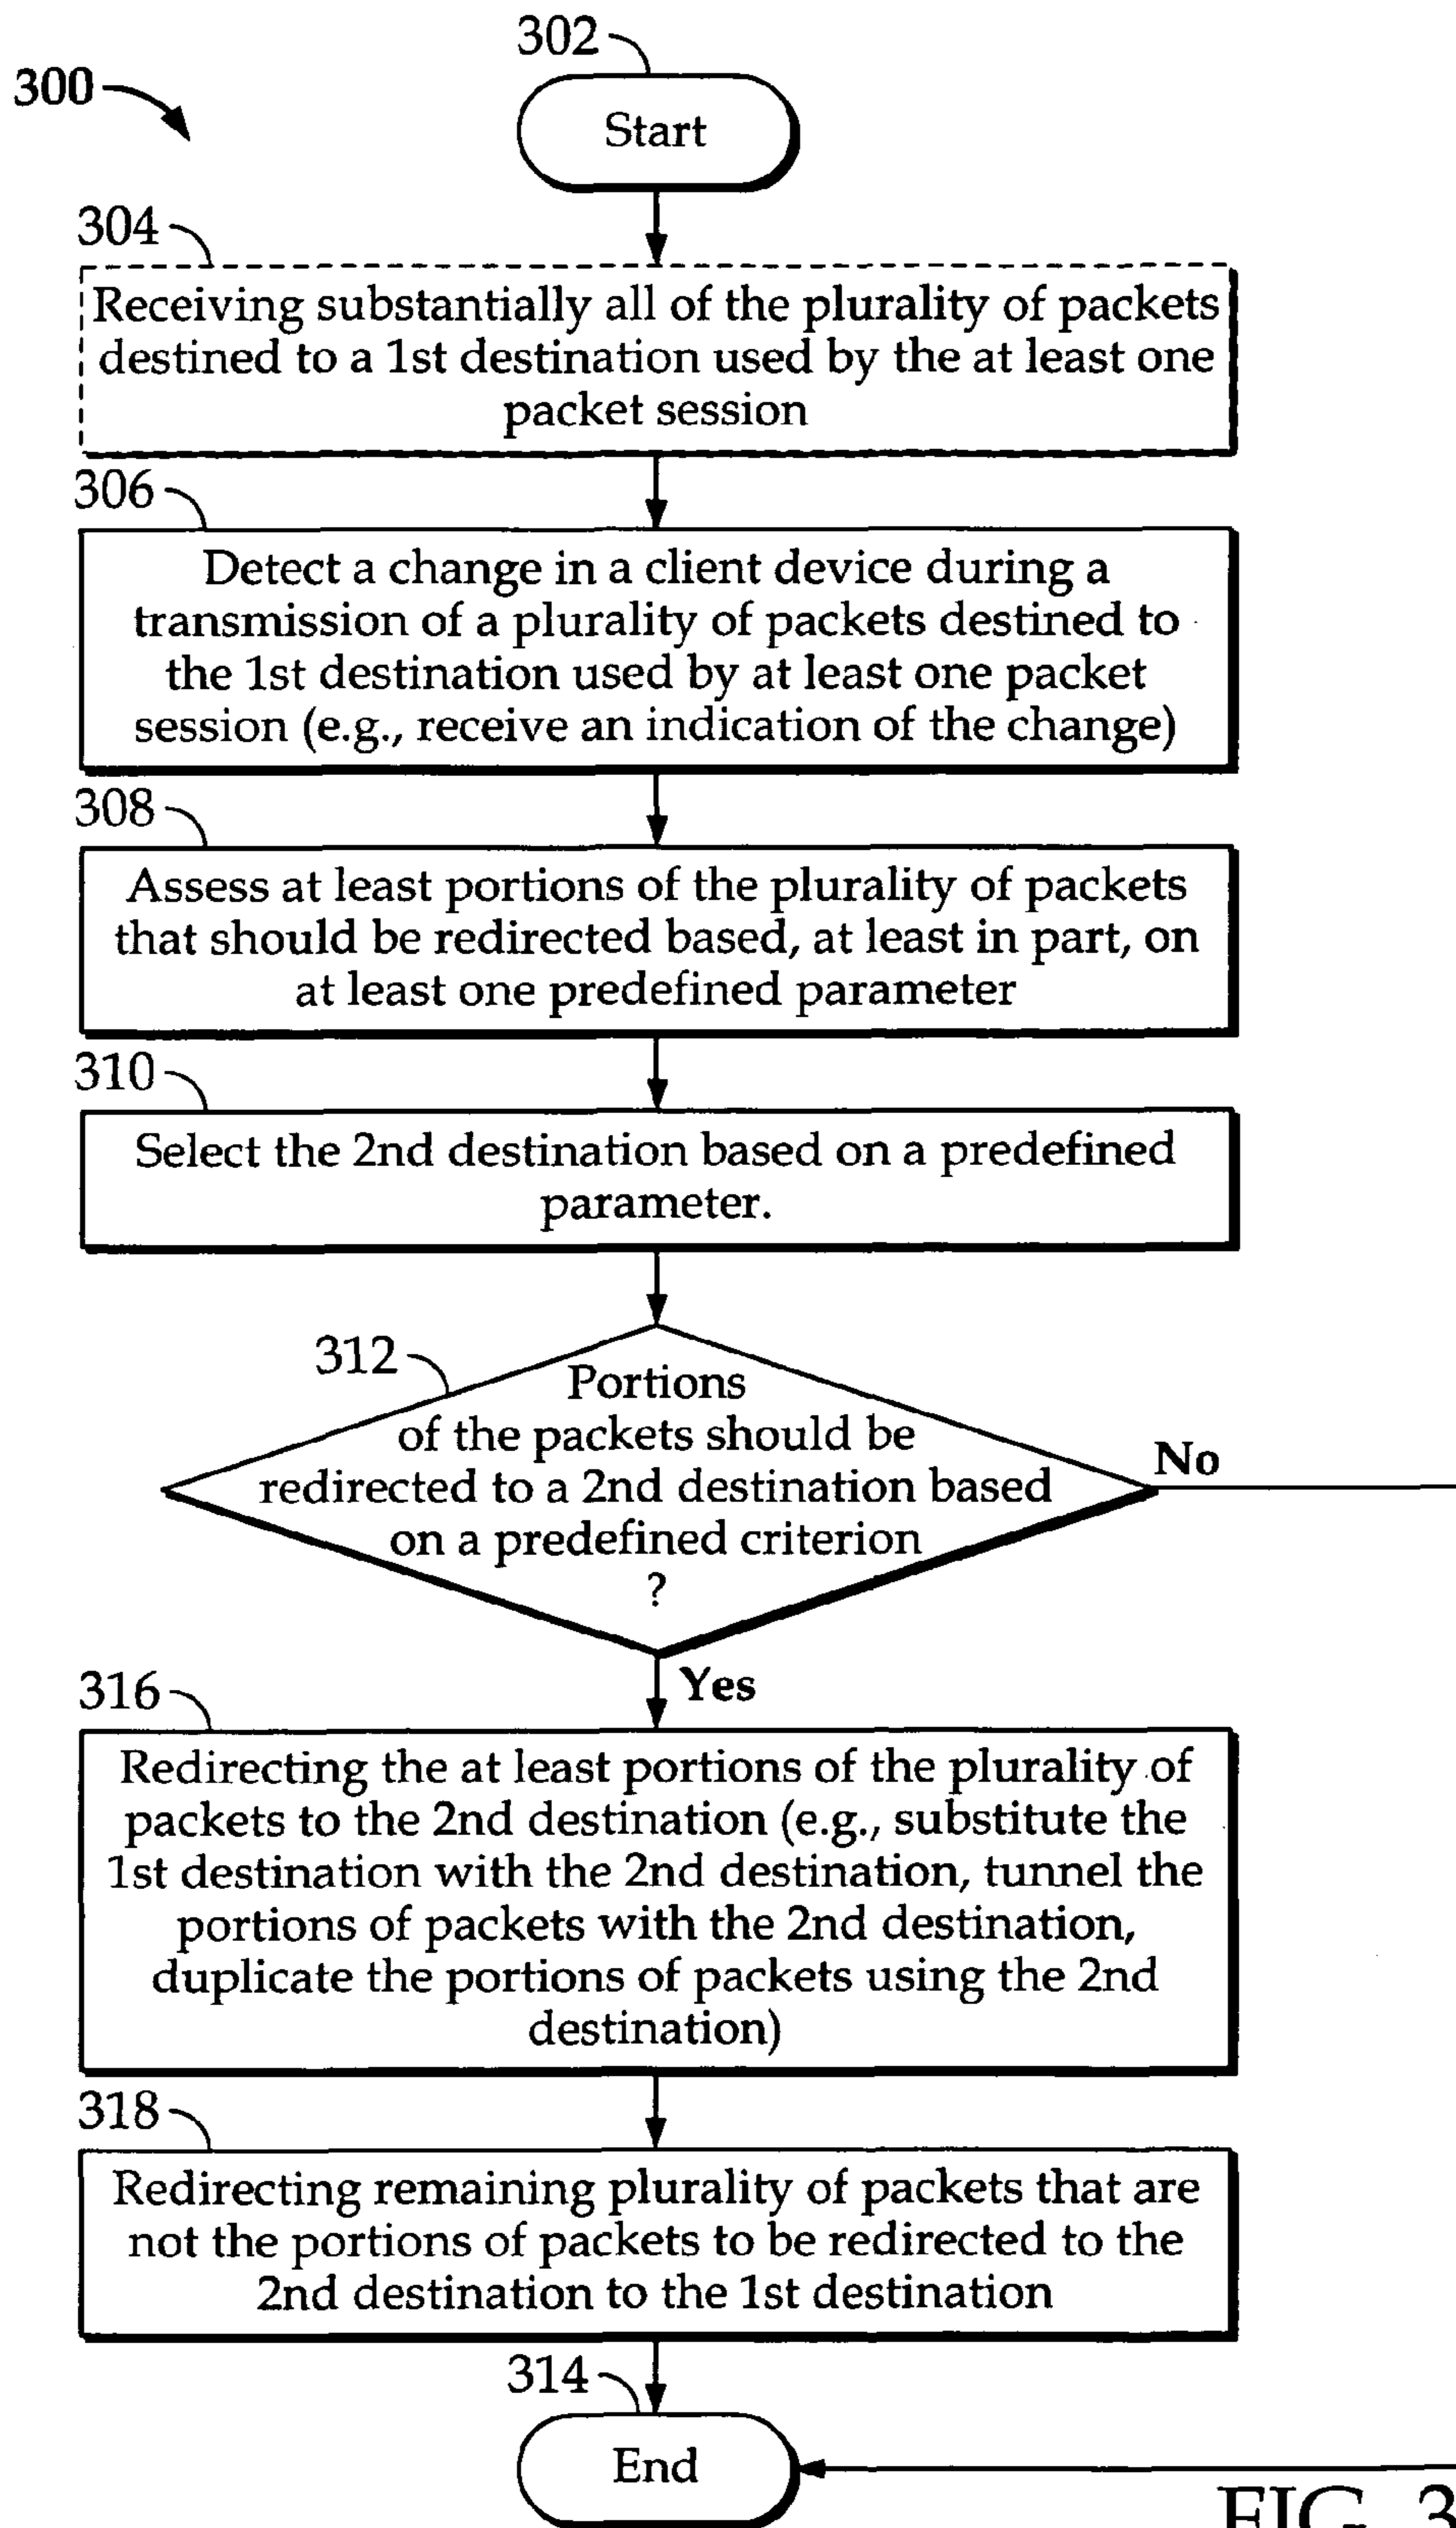 302
300
Start
304
Receiving substantially all of the plurality of packets
destined to a 1st destination used by the at least one
packet session
306
Detect a change in a client device during a
transmission of a plurality of packets destined to
the 1st destination used by at least one packet
session (e.g., receive an indication of the change)
308
Assess at least portions of the plurality of packets
that should be redirected based, at least in part, on
at least one predefined parameter
310
Select the 2nd destination based on a predefined
parameter.
312
Portions
of the packets should be
redirected to a 2nd destination based
on a predefined criterion
?
No
Yes
316
Redirecting the at least portions of the plurality of
packets to the 2nd destination (e.g., substitute the
1st destination with the 2nd destination, tunnel the
portions of packets with the 2nd destination,
duplicate the portions of packets using the 2nd
destination)
318
Redirecting remaining plurality of packets that are
not the portions of packets to be redirected to the
2nd destination to the 1st destination
314
End
FIG. 3